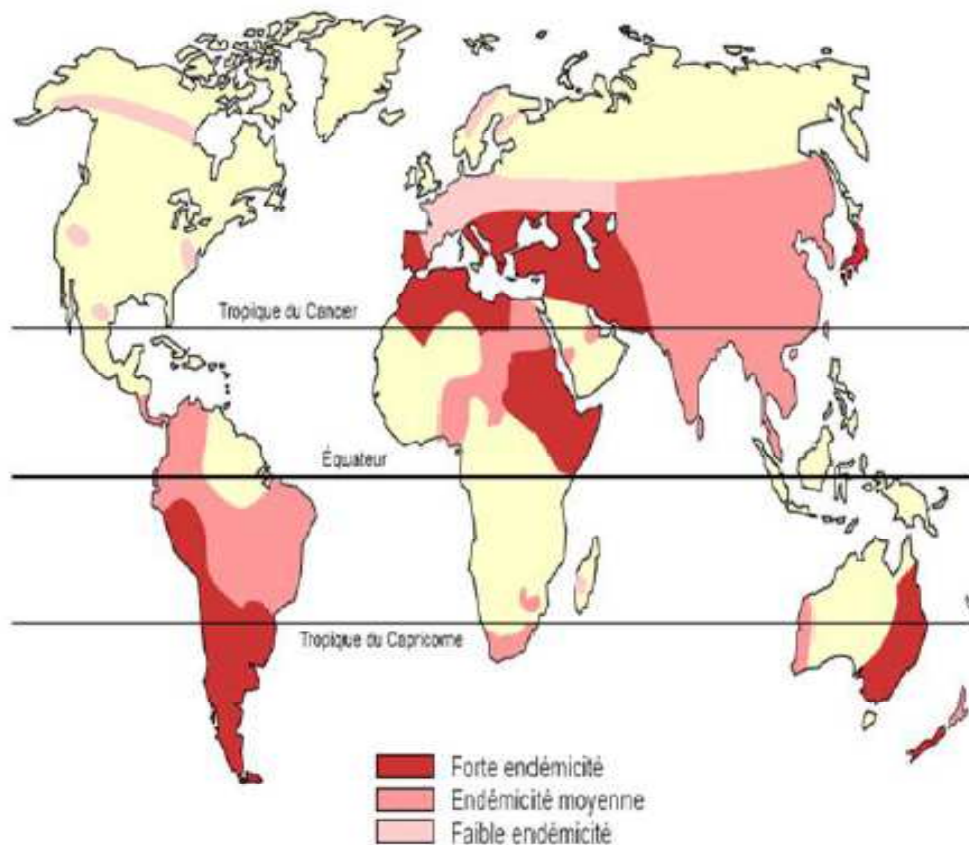 Tropique du Cancer
Équateur
Tropique du Capricorne
Forte endémicité
Endémicité moyenne
Faible endémicité